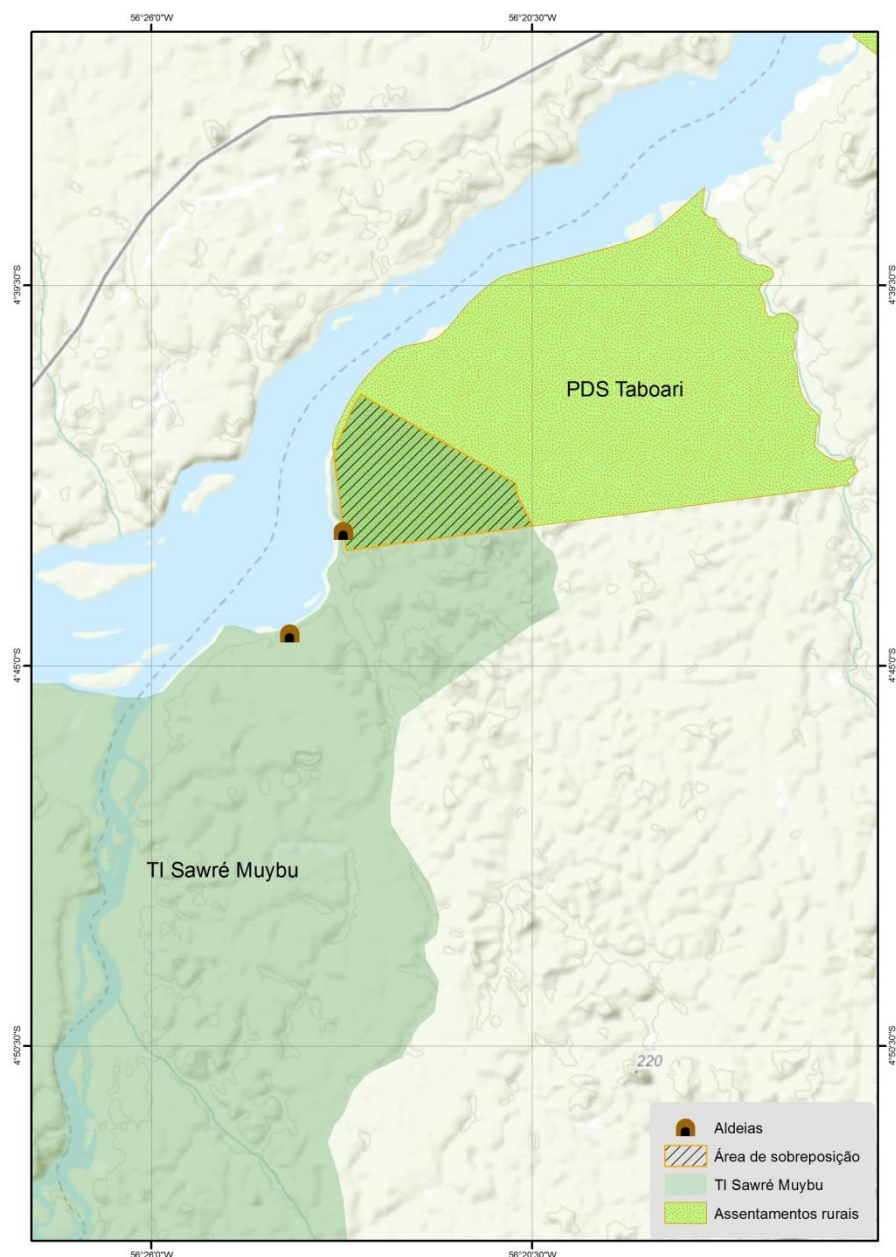 56°26'0"W
56°20'30"W
4°39'30"S
4°39'30"S
PDS Taboari
4°45'0"S
4°45'0"S
TI Sawré Muybu
4°50'30"S
4°50'30"S
220
Aldeias
Área de sobreposição
TI Sawré Muybu
Assentamentos rurais
56°26'0"W
56°20'30"W